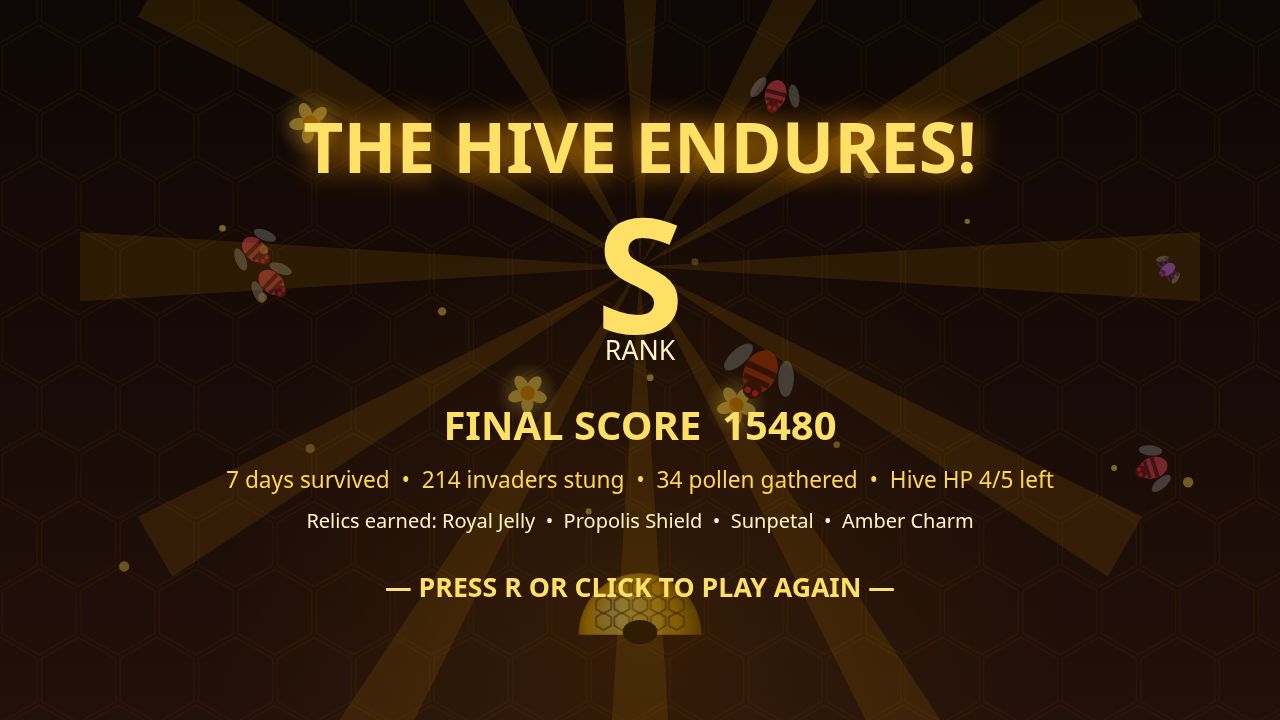 THE HIVE ENDURES!
S
RANK
FINAL SCORE 15480
7 days survived • 214 invaders stung • 34 pollen gathered • Hive HP 4/5 left
Relics earned: Royal Jelly • Propolis Shield • Sunpetal • Amber Charm
— PRESS R OR CLICK TO PLAY AGAIN —